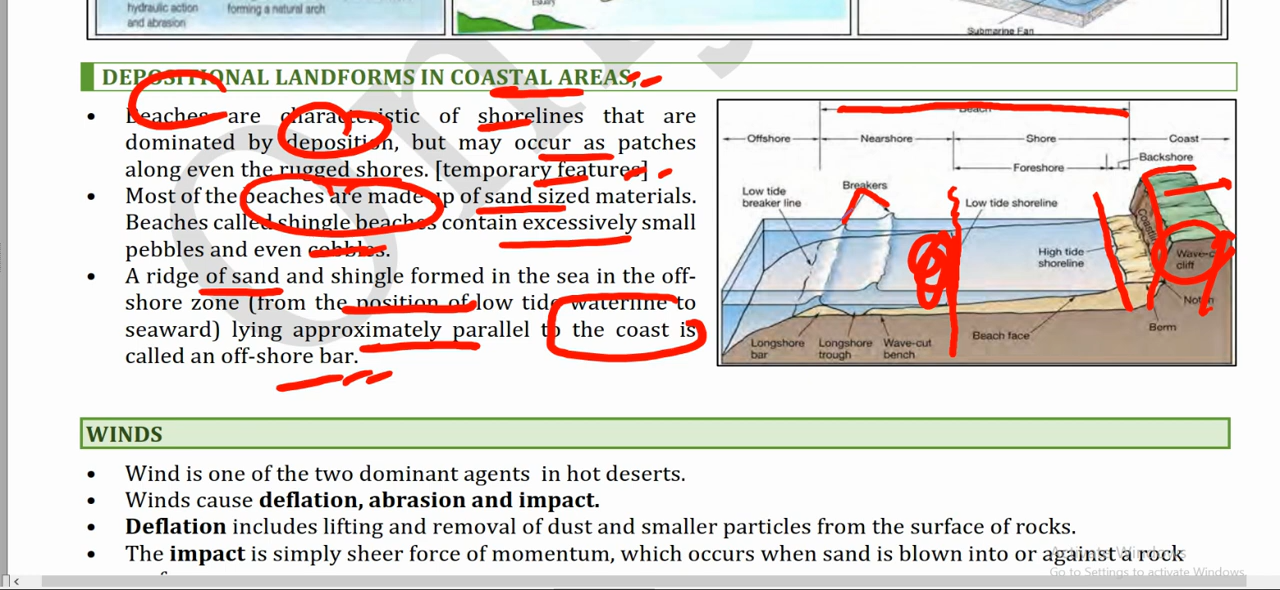 hydraulic action forming a natural arch
and abrasion
Estuary
Submarine Fan
DEPOSITIONAL LANDFORMS IN COASTAL AREAS,
• Beaches are characteristic of shorelines that are
dominated by deposition, but may occur as patches
along even the rugged shores. [temporary features]
• Most of the beaches are made up of sand sized materials.
Beaches called shingle beaches contain excessively small
pebbles and even cobbles.
• A ridge of sand and shingle formed in the sea in the off-
shore zone (from the position of low tide waterline to
seaward) lying approximately parallel to the coast is
called an off-shore bar.
Beach
Offshore Nearshore Shore Coast
Foreshore Backshore
Low tide
breaker line
Breakers
Low tide shoreline
High tide
shoreline
cliff
Berm
Beach face
Longshore
bar
Longshore
trough
Wave-cut
bench
WINDS
• Wind is one of the two dominant agents in hot deserts.
• Winds cause deflation, abrasion and impact.
• Deflation includes lifting and removal of dust and smaller particles from the surface of rocks.
• The impact is simply sheer force of momentum, which occurs when sand is blown into or against a rock
Activate Windows
Go to Settings to activate Windows.